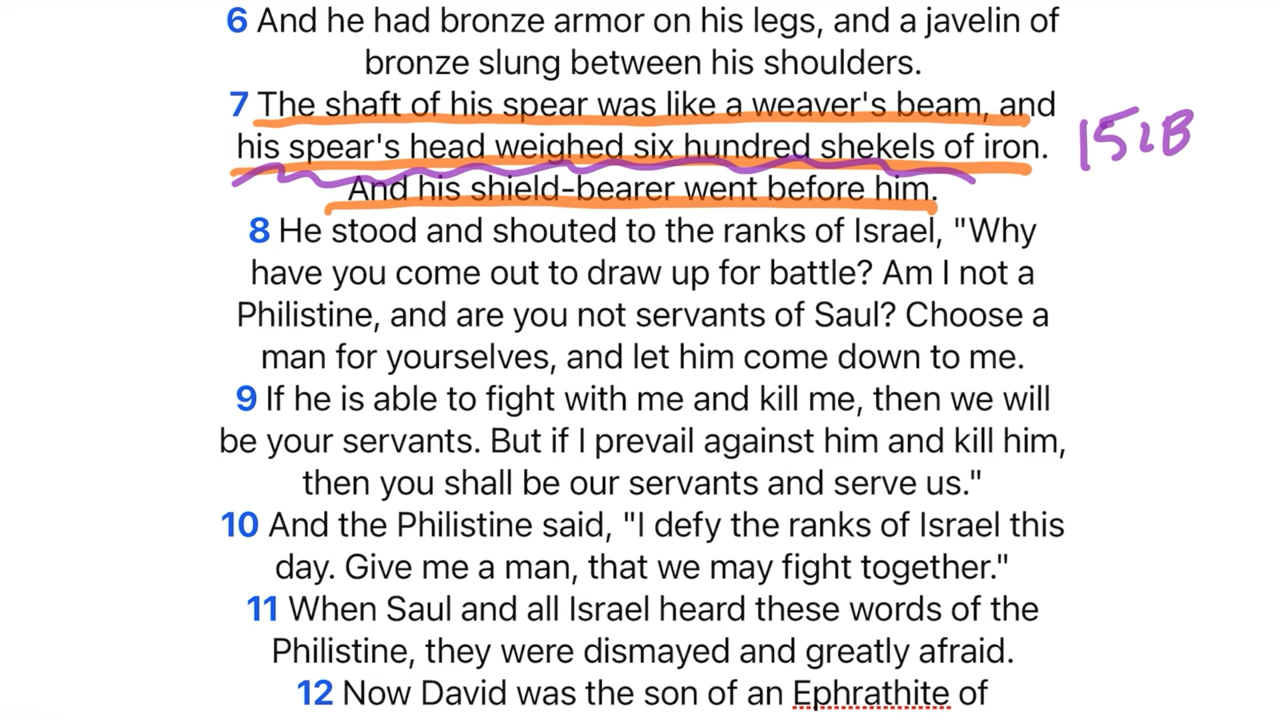 6 And he had bronze armor on his legs, and a javelin of
bronze slung between his shoulders.
7 The shaft of his spear was like a weaver's beam, and
his spear's head weighed six hundred shekels of iron.
15LB
And his shield-bearer went before him.
8 He stood and shouted to the ranks of Israel, "Why
have you come out to draw up for battle? Am I not a
Philistine, and are you not servants of Saul? Choose a
man for yourselves, and let him come down to me.
9 If he is able to fight with me and kill me, then we will
be your servants. But if I prevail against him and kill him,
then you shall be our servants and serve us."
10 And the Philistine said, "I defy the ranks of Israel this
day. Give me a man, that we may fight together."
11 When Saul and all Israel heard these words of the
Philistine, they were dismayed and greatly afraid.
12 Now David was the son of an Ephrathite of